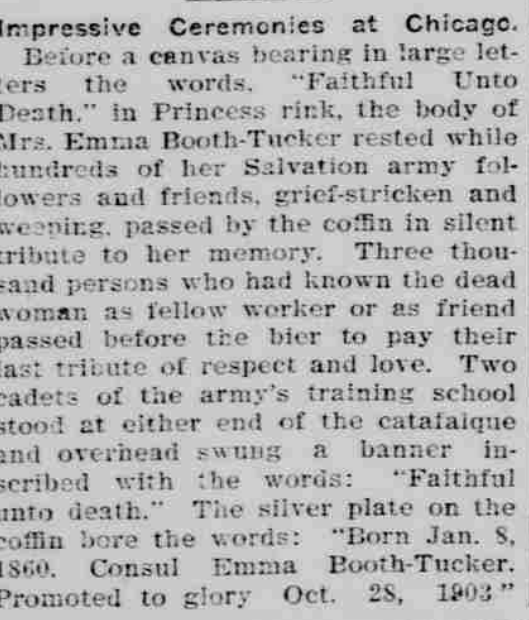 Impressive Ceremonies at Chicago.
Before a canvas bearing in large let-
ters the words, "Faithful Unto
Death," in Princess rink, the body of
Mrs. Emma Booth-Tucker rested while
hundreds of her Salvation army fol-
lowers and friends, grief-stricken and
weeping, passed by the coffin in silent
tribute to her memory. Three thou-
sand persons who had known the dead
woman as fellow worker or as friend
passed before the bier to pay their
last tribute of respect and love. Two
cadets of the army's training school
stood at either end of the catafalque
and overhead swung a banner in-
scribed with the words: "Faithful
unto death." The silver plate on the
coffin bore the words: "Born Jan. 8,
1860. Consul Emma Booth-Tucker.
Promoted to glory Oct. 28, 1903"